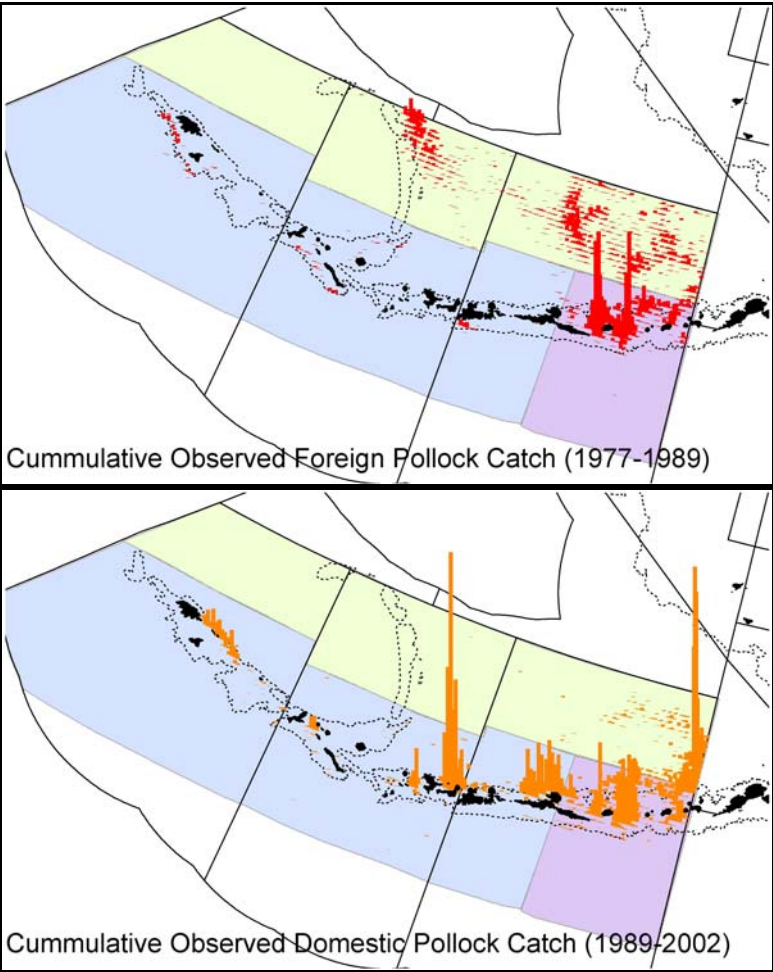 Cummulative Observed Foreign Pollock Catch (1977-1989)
Cummulative Observed Domestic Pollock Catch (1989-2002)